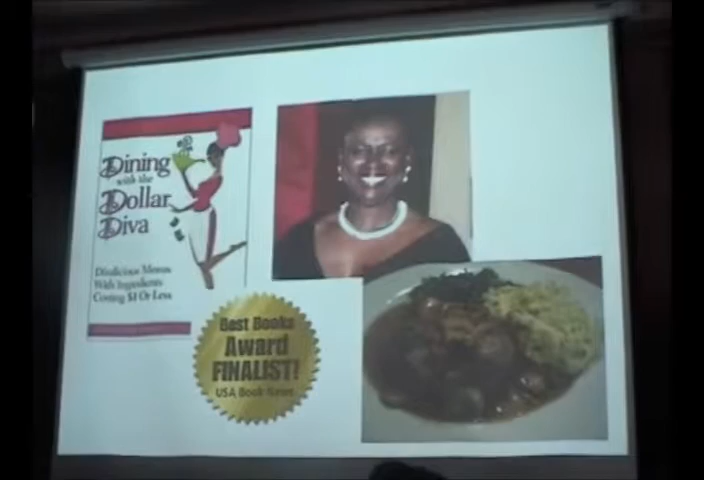 Dining
with the
Dollar
Diva
Divalicious Menus
With Ingredients
Costing $1 Or Less
Best Books
Award
FINALIST!
USA Book News